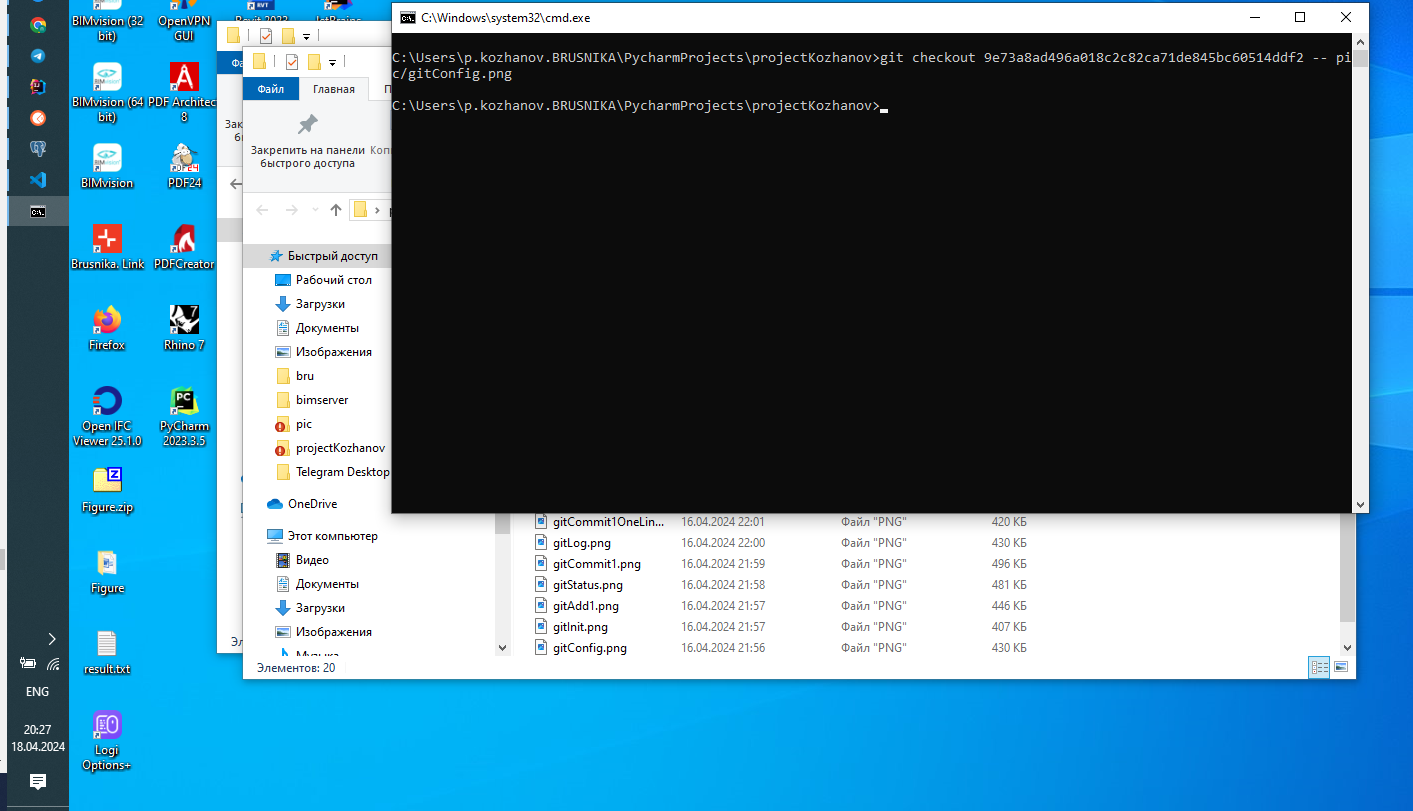 BIMvision (32
bit)
OpenVPN
GUI
Revit 2023
JetBrains
BIMvision (64
bit)
PDF Architec
8
BIMvision
PDF24
Brusnika. Link
PDFCreator
Firefox
Rhino 7
Open IFC
Viewer 25.1.0
PyCharm
2023.3.5
Figure.zip
Figure
result.txt
Logi
Options+
ENG
20:27
18.04.2024
C:\Windows\system32\cmd.exe
C:\Users\p.kozhanov.BRUSNIKA\PycharmProjects\projectKozhanov>git checkout 9e73a8ad496a018c2c82ca71de845bc60514ddf2 -- pi
c/gitConfig.png
C:\Users\p.kozhanov.BRUSNIKA\PycharmProjects\projectKozhanov>
Файл
Главная
Закрепить на панели
быстрого доступа
Быстрый доступ
Рабочий стол
Загрузки
Документы
Изображения
bru
bimserver
pic
projectKozhanov
Telegram Desktop
OneDrive
Этот компьютер
Видео
Документы
Загрузки
Изображения
Музыка
gitCommit1OneLin... 16.04.2024 22:01 Файл "PNG" 420 КБ
gitLog.png 16.04.2024 22:00 Файл "PNG" 430 КБ
gitCommit1.png 16.04.2024 21:59 Файл "PNG" 496 КБ
gitStatus.png 16.04.2024 21:58 Файл "PNG" 481 КБ
gitAdd1.png 16.04.2024 21:57 Файл "PNG" 446 КБ
gitInit.png 16.04.2024 21:57 Файл "PNG" 407 КБ
gitConfig.png 16.04.2024 21:56 Файл "PNG" 430 КБ
Элементов: 20